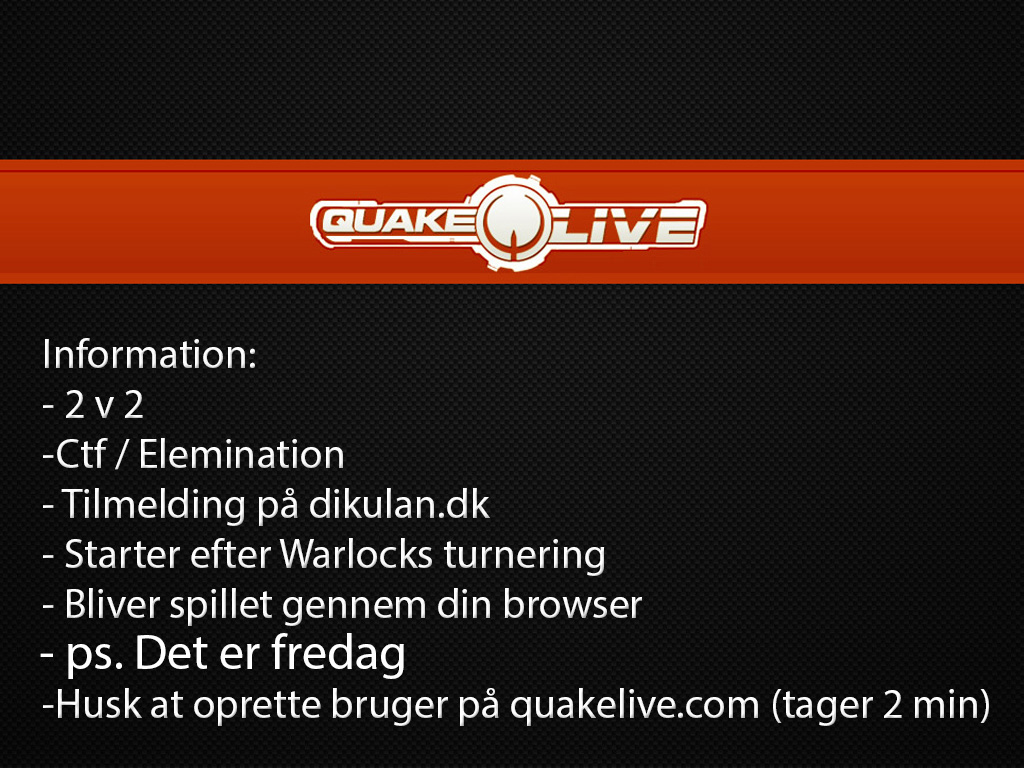 QUAKE LIVE
Information:
- 2 v 2
-Ctf / Elemination
- Tilmelding på dikulan.dk
- Starter efter Warlocks turnering
- Bliver spillet gennem din browser
- ps. Det er fredag
-Husk at oprette bruger på quakelive.com (tager 2 min)